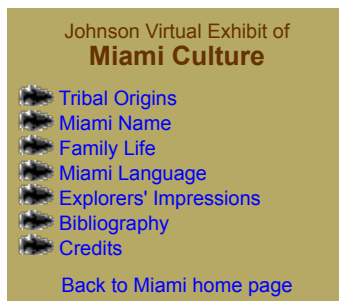 Johnson Virtual Exhibit of
Miami Culture
Tribal Origins
Miami Name
Family Life
Miami Language
Explorers' Impressions
Bibliography
Credits
Back to Miami home page